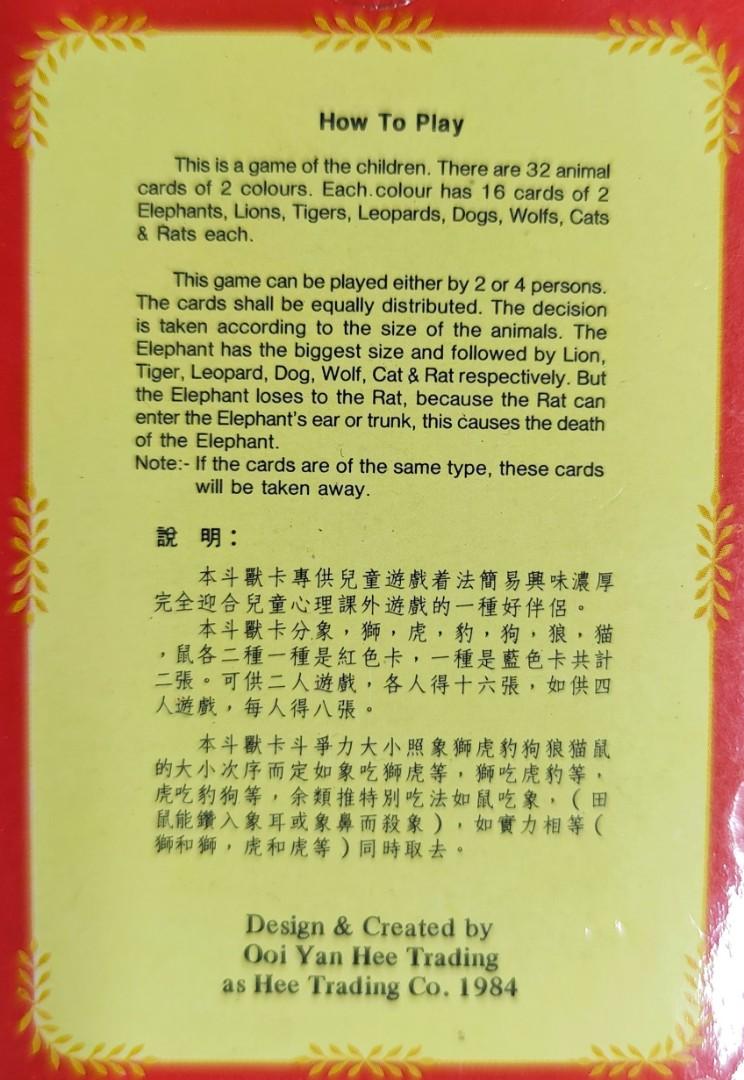 How To Play
This is a game of the children. There are 32 animal
cards of 2 colours. Each.colour has 16 cards of 2
Elephants, Lions, Tigers, Leopards, Dogs, Wolfs, Cats
& Rats each.
This game can be played either by 2 or 4 persons.
The cards shall be equally distributed. The decision
is taken according to the size of the animals. The
Elephant has the biggest size and followed by Lion,
Tiger, Leopard, Dog, Wolf, Cat & Rat respectively. But
the Elephant loses to the Rat, because the Rat can
enter the Elephant's ear or trunk, this causes the death
of the Elephant.
Note:- If the cards are of the same type, these cards
will be taken away.
說 明：
本斗獸卡專供兒童遊戲着法簡易興味濃厚
完全迎合兒童心理課外遊戲的一種好伴侶。
本斗獸卡分象，獅，虎，豹，狗，狼，猫
，鼠各二種一種是紅色卡，一種是藍色卡共計
二張。可供二人遊戲，各人得十六張，如供四
人遊戲，每人得八張。
本斗獸卡斗爭力大小照象獅虎豹狗狼猫鼠
的大小次序而定如象吃獅虎等，獅吃虎豹等，
虎吃豹狗等，余類推特別吃法如鼠吃象，（田
鼠能鑽入象耳或象鼻而殺象），如實力相等（
獅和獅，虎和虎等）同時取去。
Design & Created by
Ooi Yan Hee Trading
as Hee Trading Co. 1984